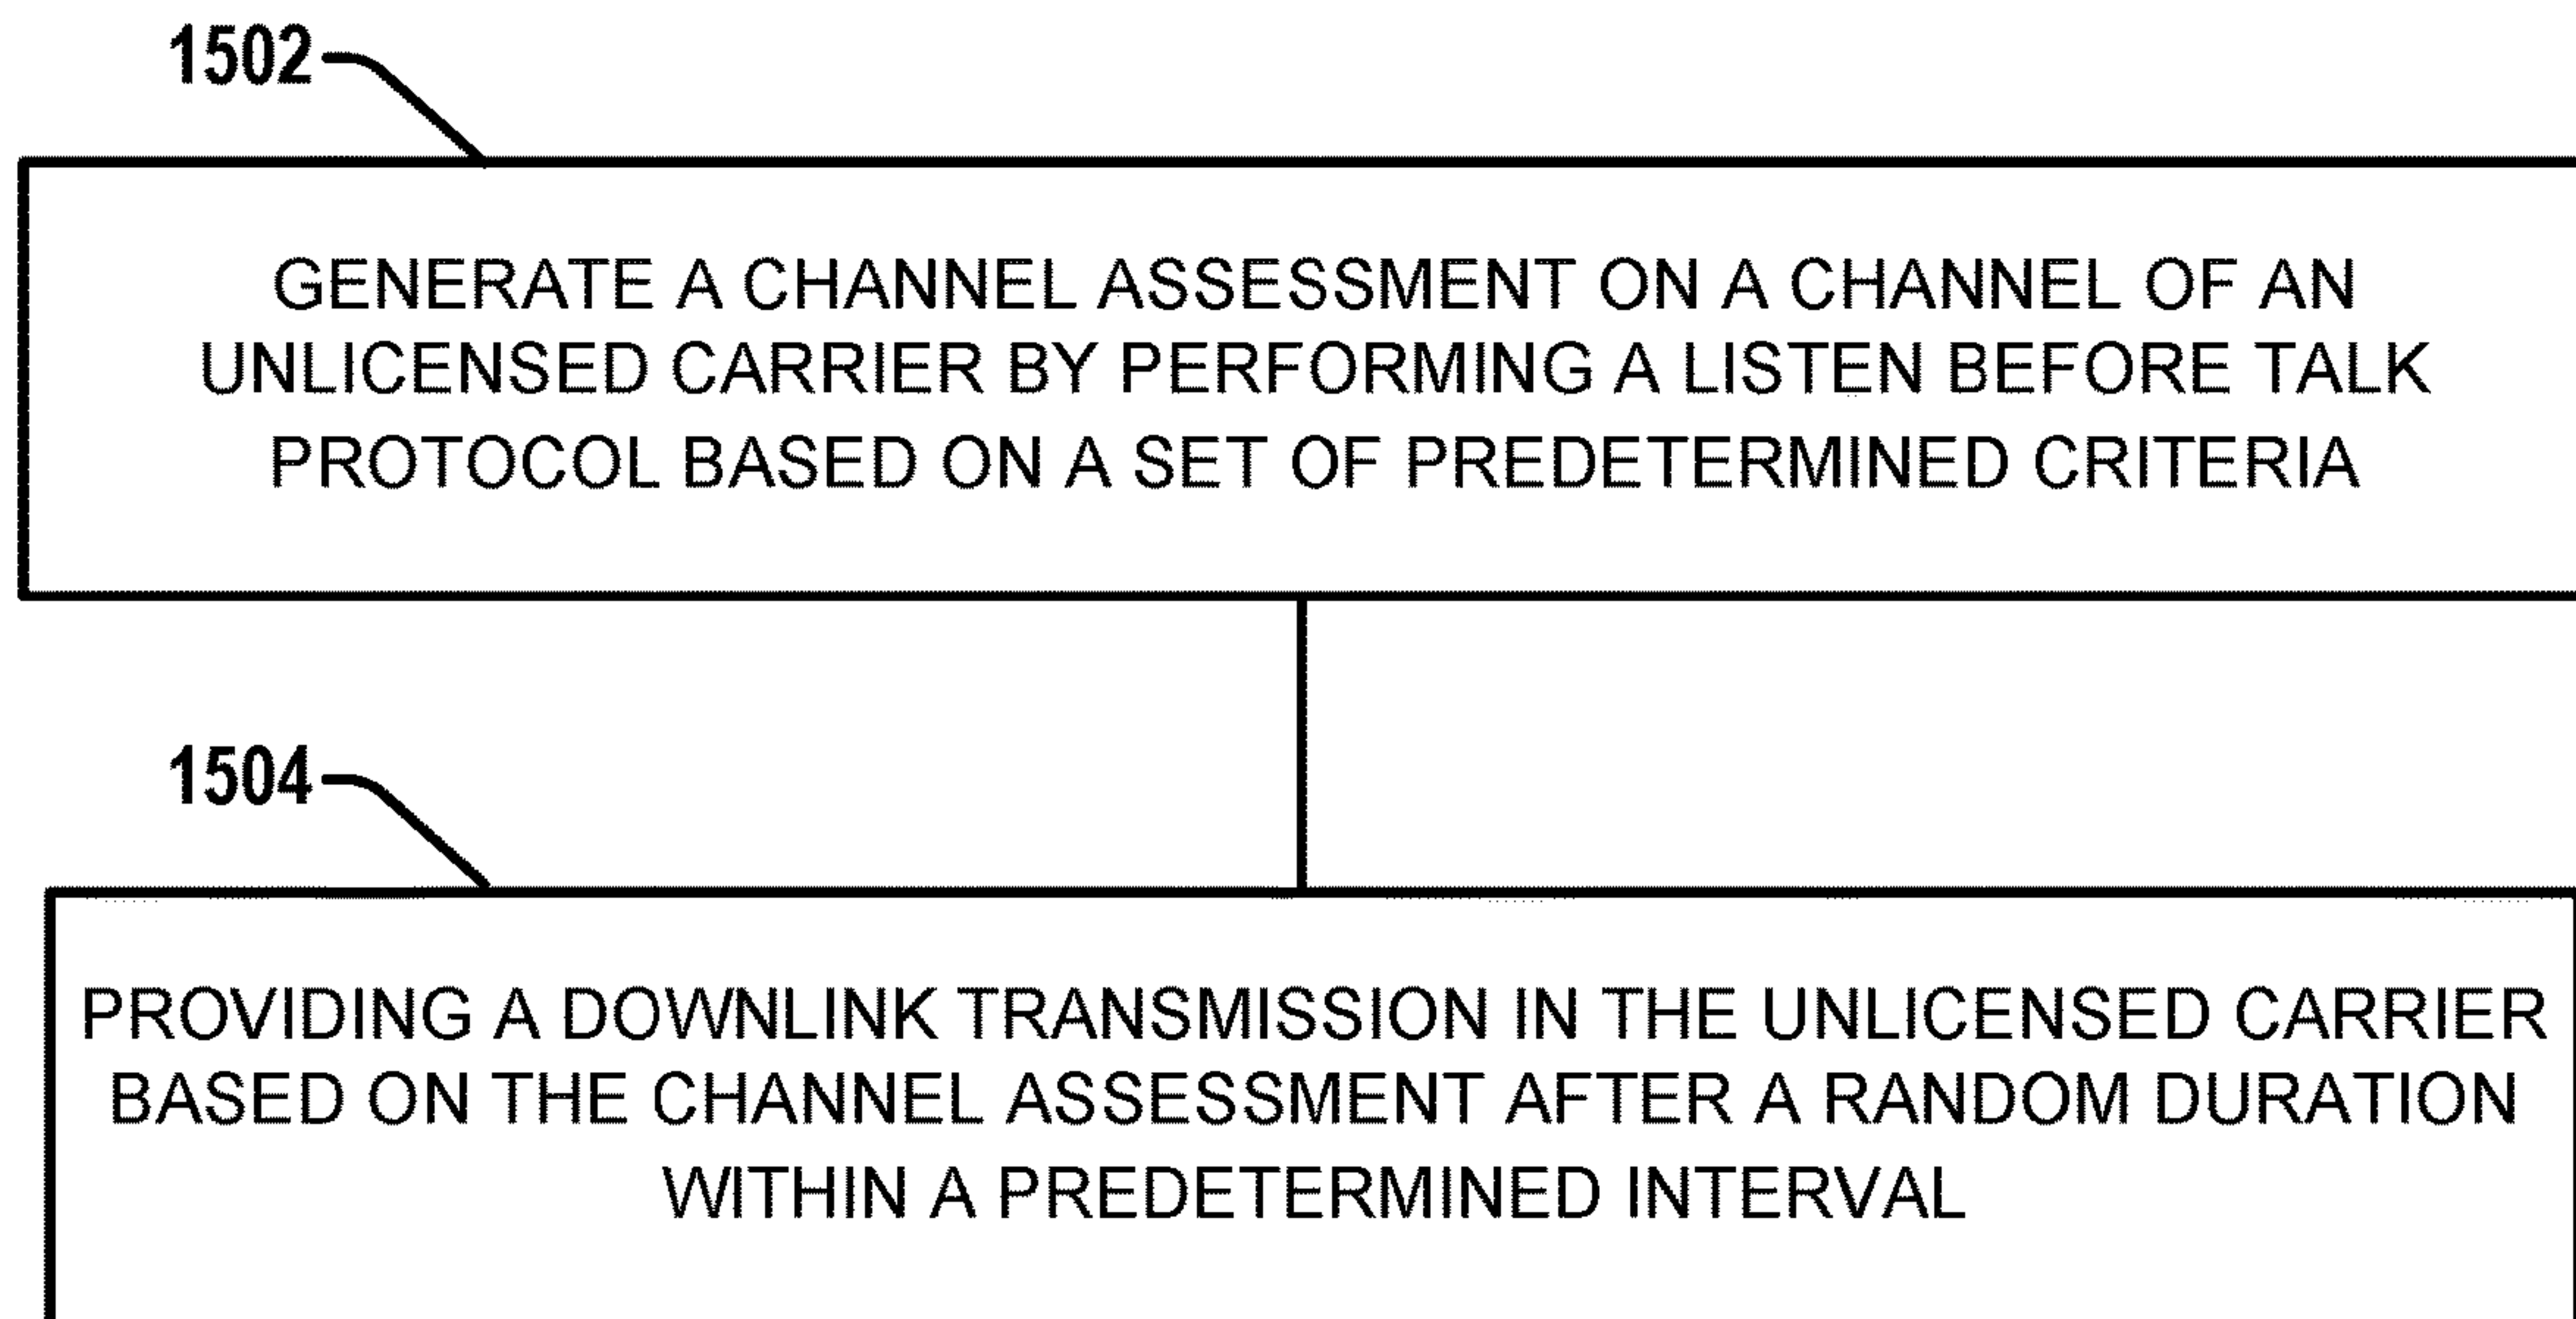 1502
GENERATE A CHANNEL ASSESSMENT ON A CHANNEL OF AN
UNLICENSED CARRIER BY PERFORMING A LISTEN BEFORE TALK
PROTOCOL BASED ON A SET OF PREDETERMINED CRITERIA
1504
PROVIDING A DOWNLINK TRANSMISSION IN THE UNLICENSED CARRIER
BASED ON THE CHANNEL ASSESSMENT AFTER A RANDOM DURATION
WITHIN A PREDETERMINED INTERVAL